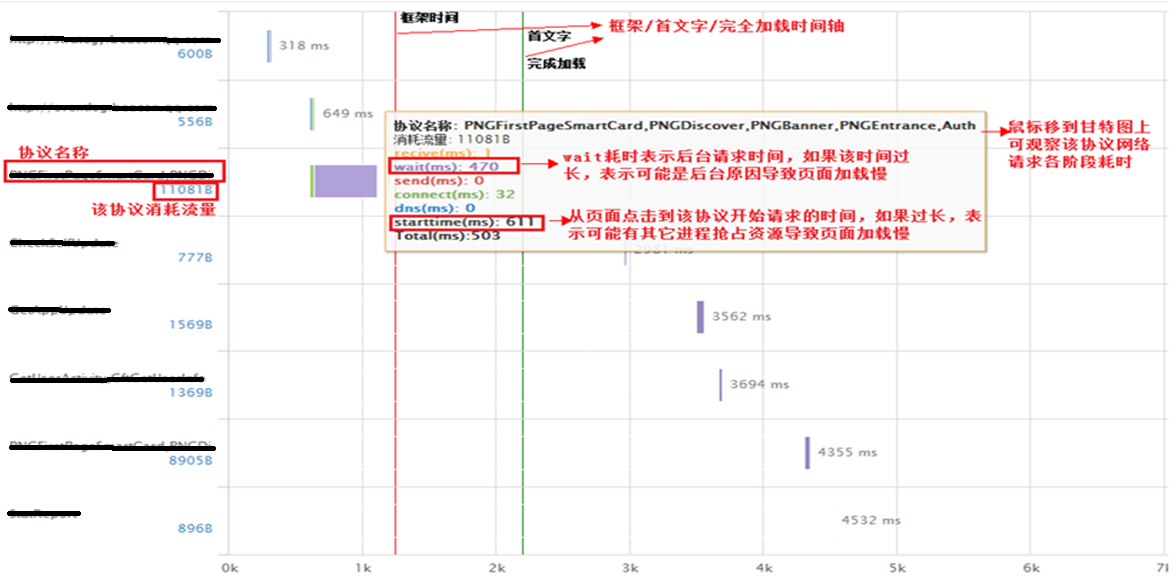 框架时间
框架/首文字/完全加载时间轴
首文字
完成加载
318 ms
600B
649 ms
556B
协议名称: PNGFirstPageSmartCard,PNGDiscover,PNGBanner,PNGEntrance,Auth
消耗流量: 11081B
recive(ms): 1
wait(ms): 470
send(ms): 0
connect(ms): 32
dns(ms): 0
starttime(ms): 611
Total(ms):503
wait耗时表示后台请求时间，如果该时间过
长，表示可能是后台原因导致页面加载慢
从页面点击到该协议开始请求的时间，如果过长，表
示可能有其它进程抢占资源导致页面加载慢
鼠标移到甘特图上
可观察该协议网络
请求各阶段耗时
协议名称
11081B
该协议消耗流量
2981 ms
777B
3562 ms
1569B
3694 ms
1369B
4355 ms
8905B
4532 ms
896B
0k 1k 2k 3k 4k 5k 6k 7